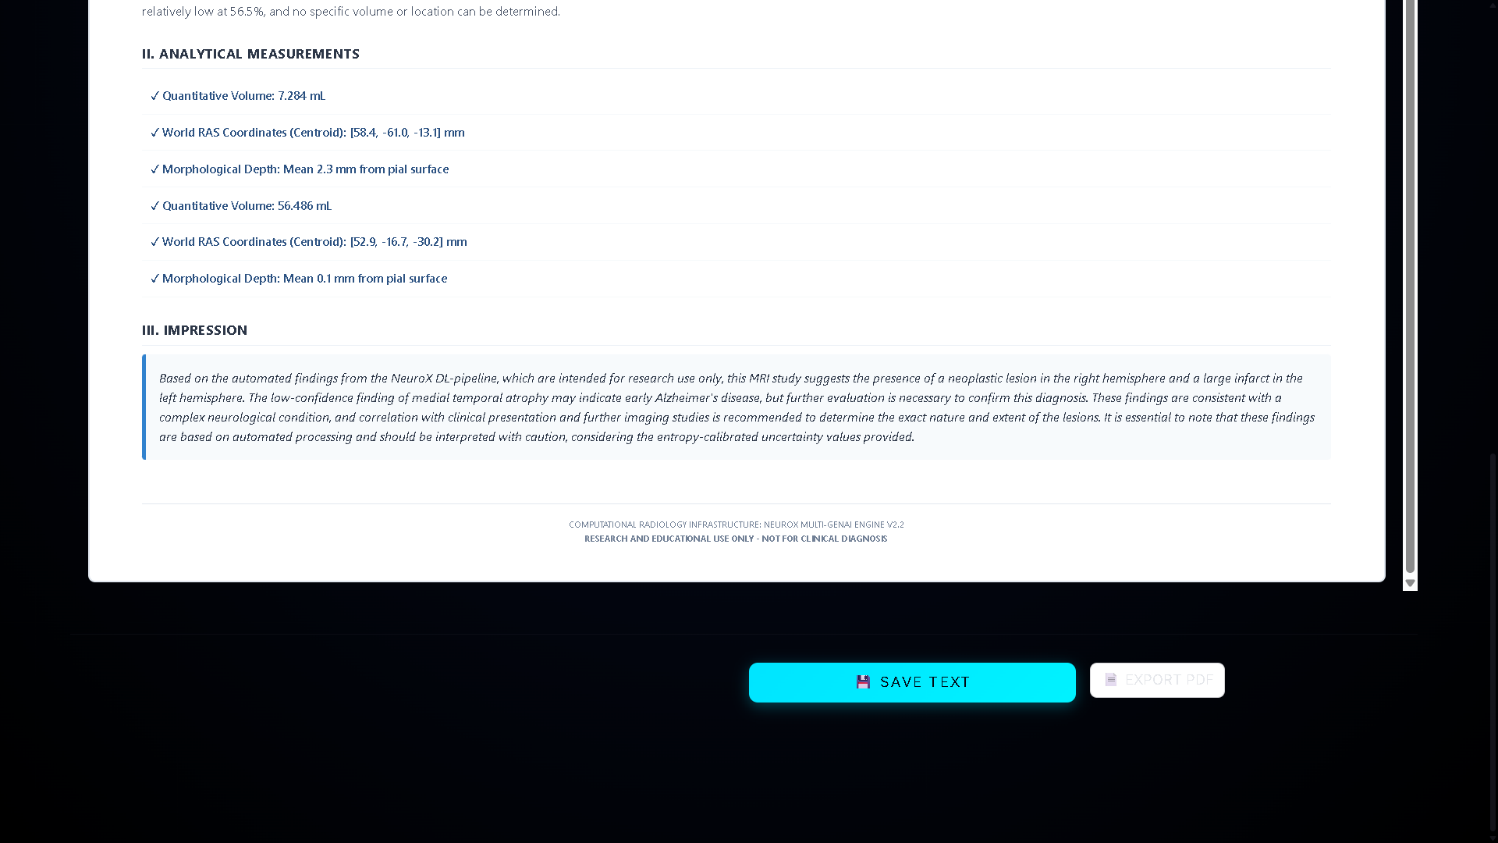 relatively low at 56.5%, and no specific volume or location can be determined.
II. ANALYTICAL MEASUREMENTS
✓ Quantitative Volume: 7.284 mL
✓ World RAS Coordinates (Centroid): [58.4, -61.0, -13.1] mm
✓ Morphological Depth: Mean 2.3 mm from pial surface
✓ Quantitative Volume: 56.486 mL
✓ World RAS Coordinates (Centroid): [52.9, -16.7, -30.2] mm
✓ Morphological Depth: Mean 0.1 mm from pial surface
III. IMPRESSION
Based on the automated findings from the NeuroX DL-pipeline, which are intended for research use only, this MRI study suggests the presence of a neoplastic lesion in the right hemisphere and a large infarct in the
left hemisphere. The low-confidence finding of medial temporal atrophy may indicate early Alzheimer's disease, but further evaluation is necessary to confirm this diagnosis. These findings are consistent with a
complex neurological condition, and correlation with clinical presentation and further imaging studies is recommended to determine the exact nature and extent of the lesions. It is essential to note that these findings
are based on automated processing and should be interpreted with caution, considering the entropy-calibrated uncertainty values provided.
COMPUTATIONAL RADIOLOGY INFRASTRUCTURE: NEUROX MULTI-GENAI ENGINE V2.2
RESEARCH AND EDUCATIONAL USE ONLY - NOT FOR CLINICAL DIAGNOSIS
SAVE TEXT
EXPORT PDF